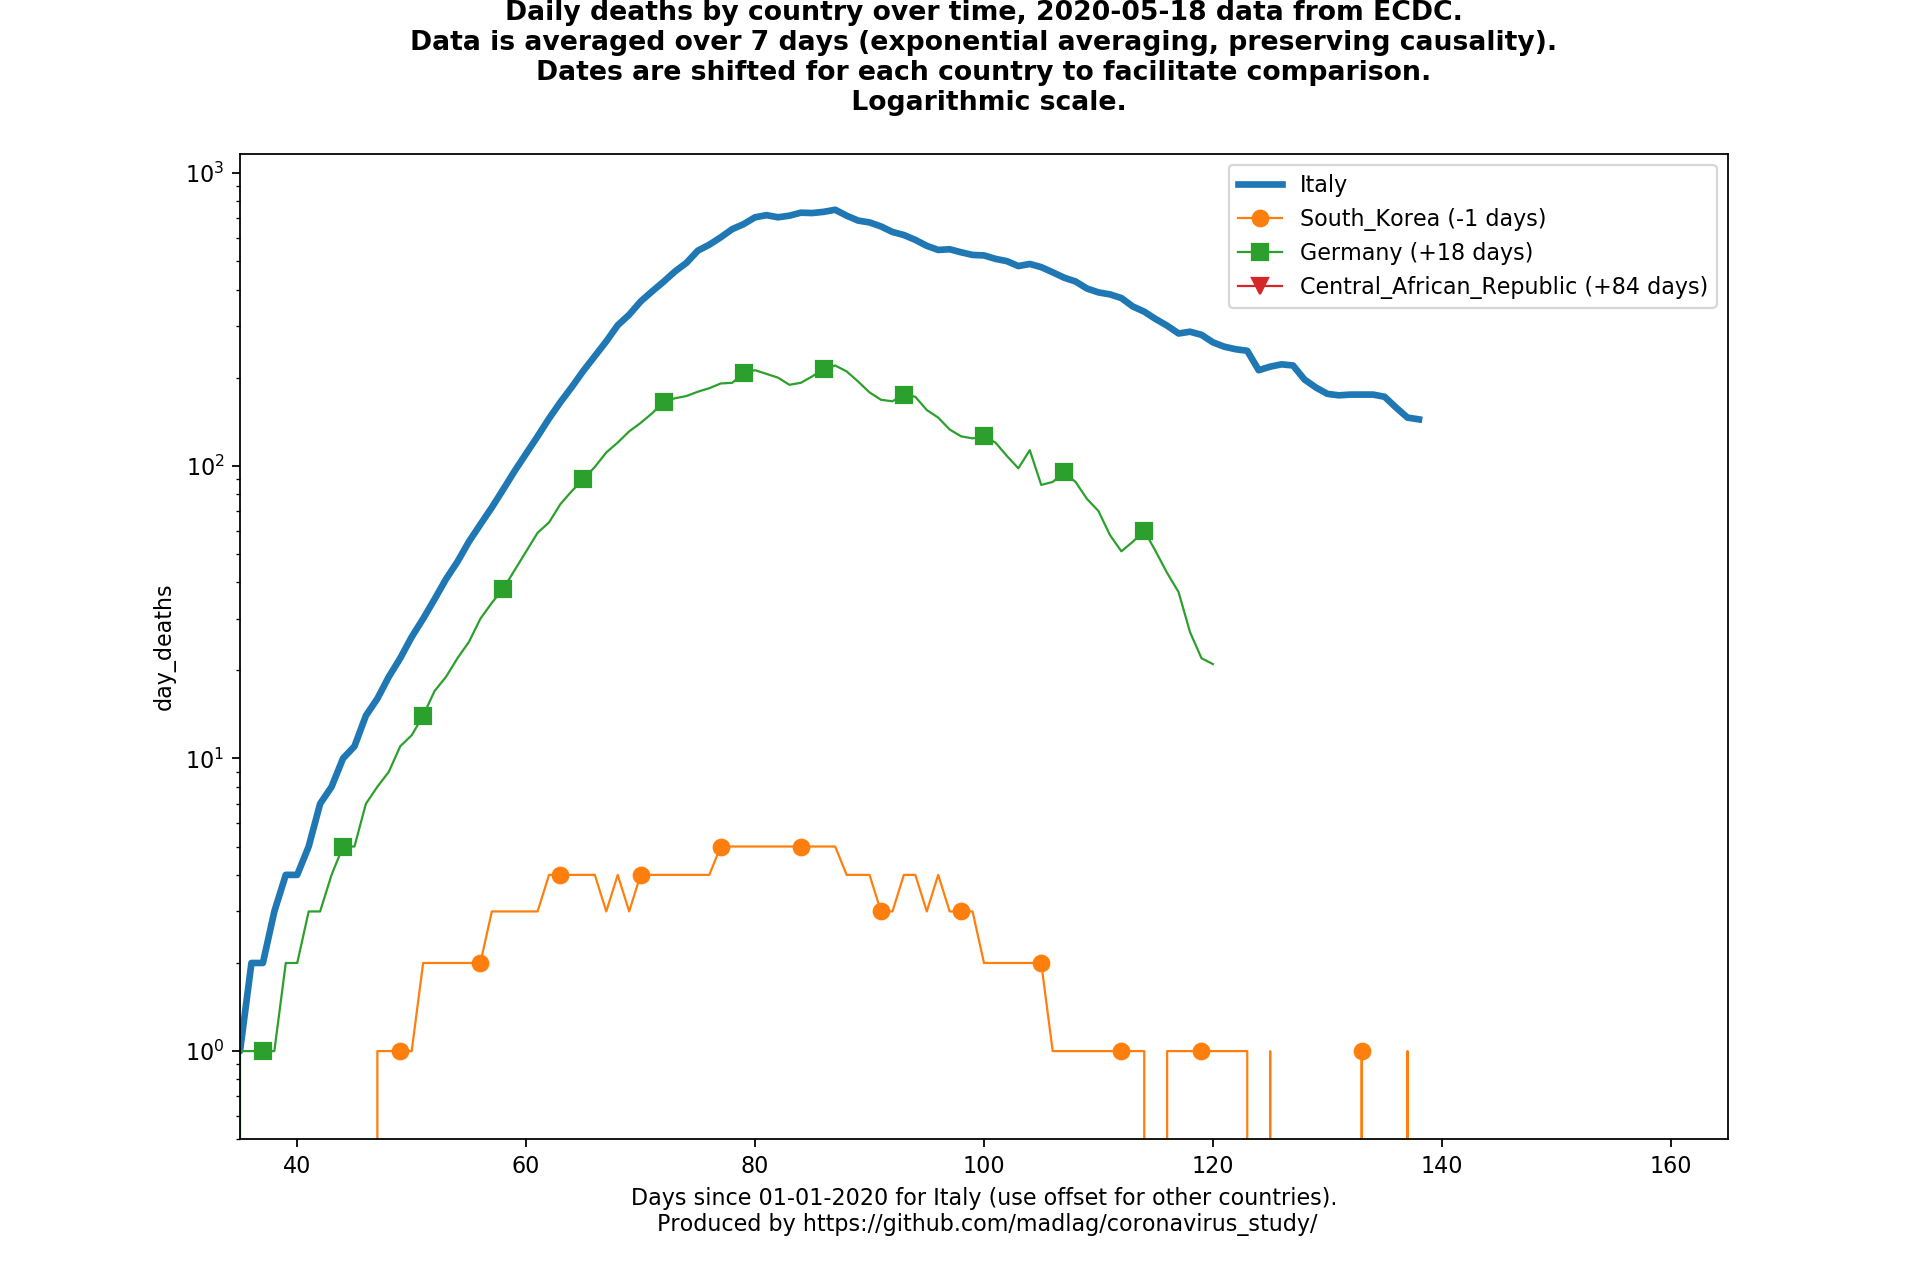 Daily deaths by country over time, 2020-05-18 data from ECDC.
Data is averaged over 7 days (exponential averaging, preserving causality).
Dates are shifted for each country to facilitate comparison.
Logarithmic scale.
10³
10²
10¹
10⁰
day_deaths
Italy
South_Korea (-1 days)
Germany (+18 days)
Central_African_Republic (+84 days)
40 60 80 100 120 140 160
Days since 01-01-2020 for Italy (use offset for other countries).
Produced by https://github.com/madlag/coronavirus_study/